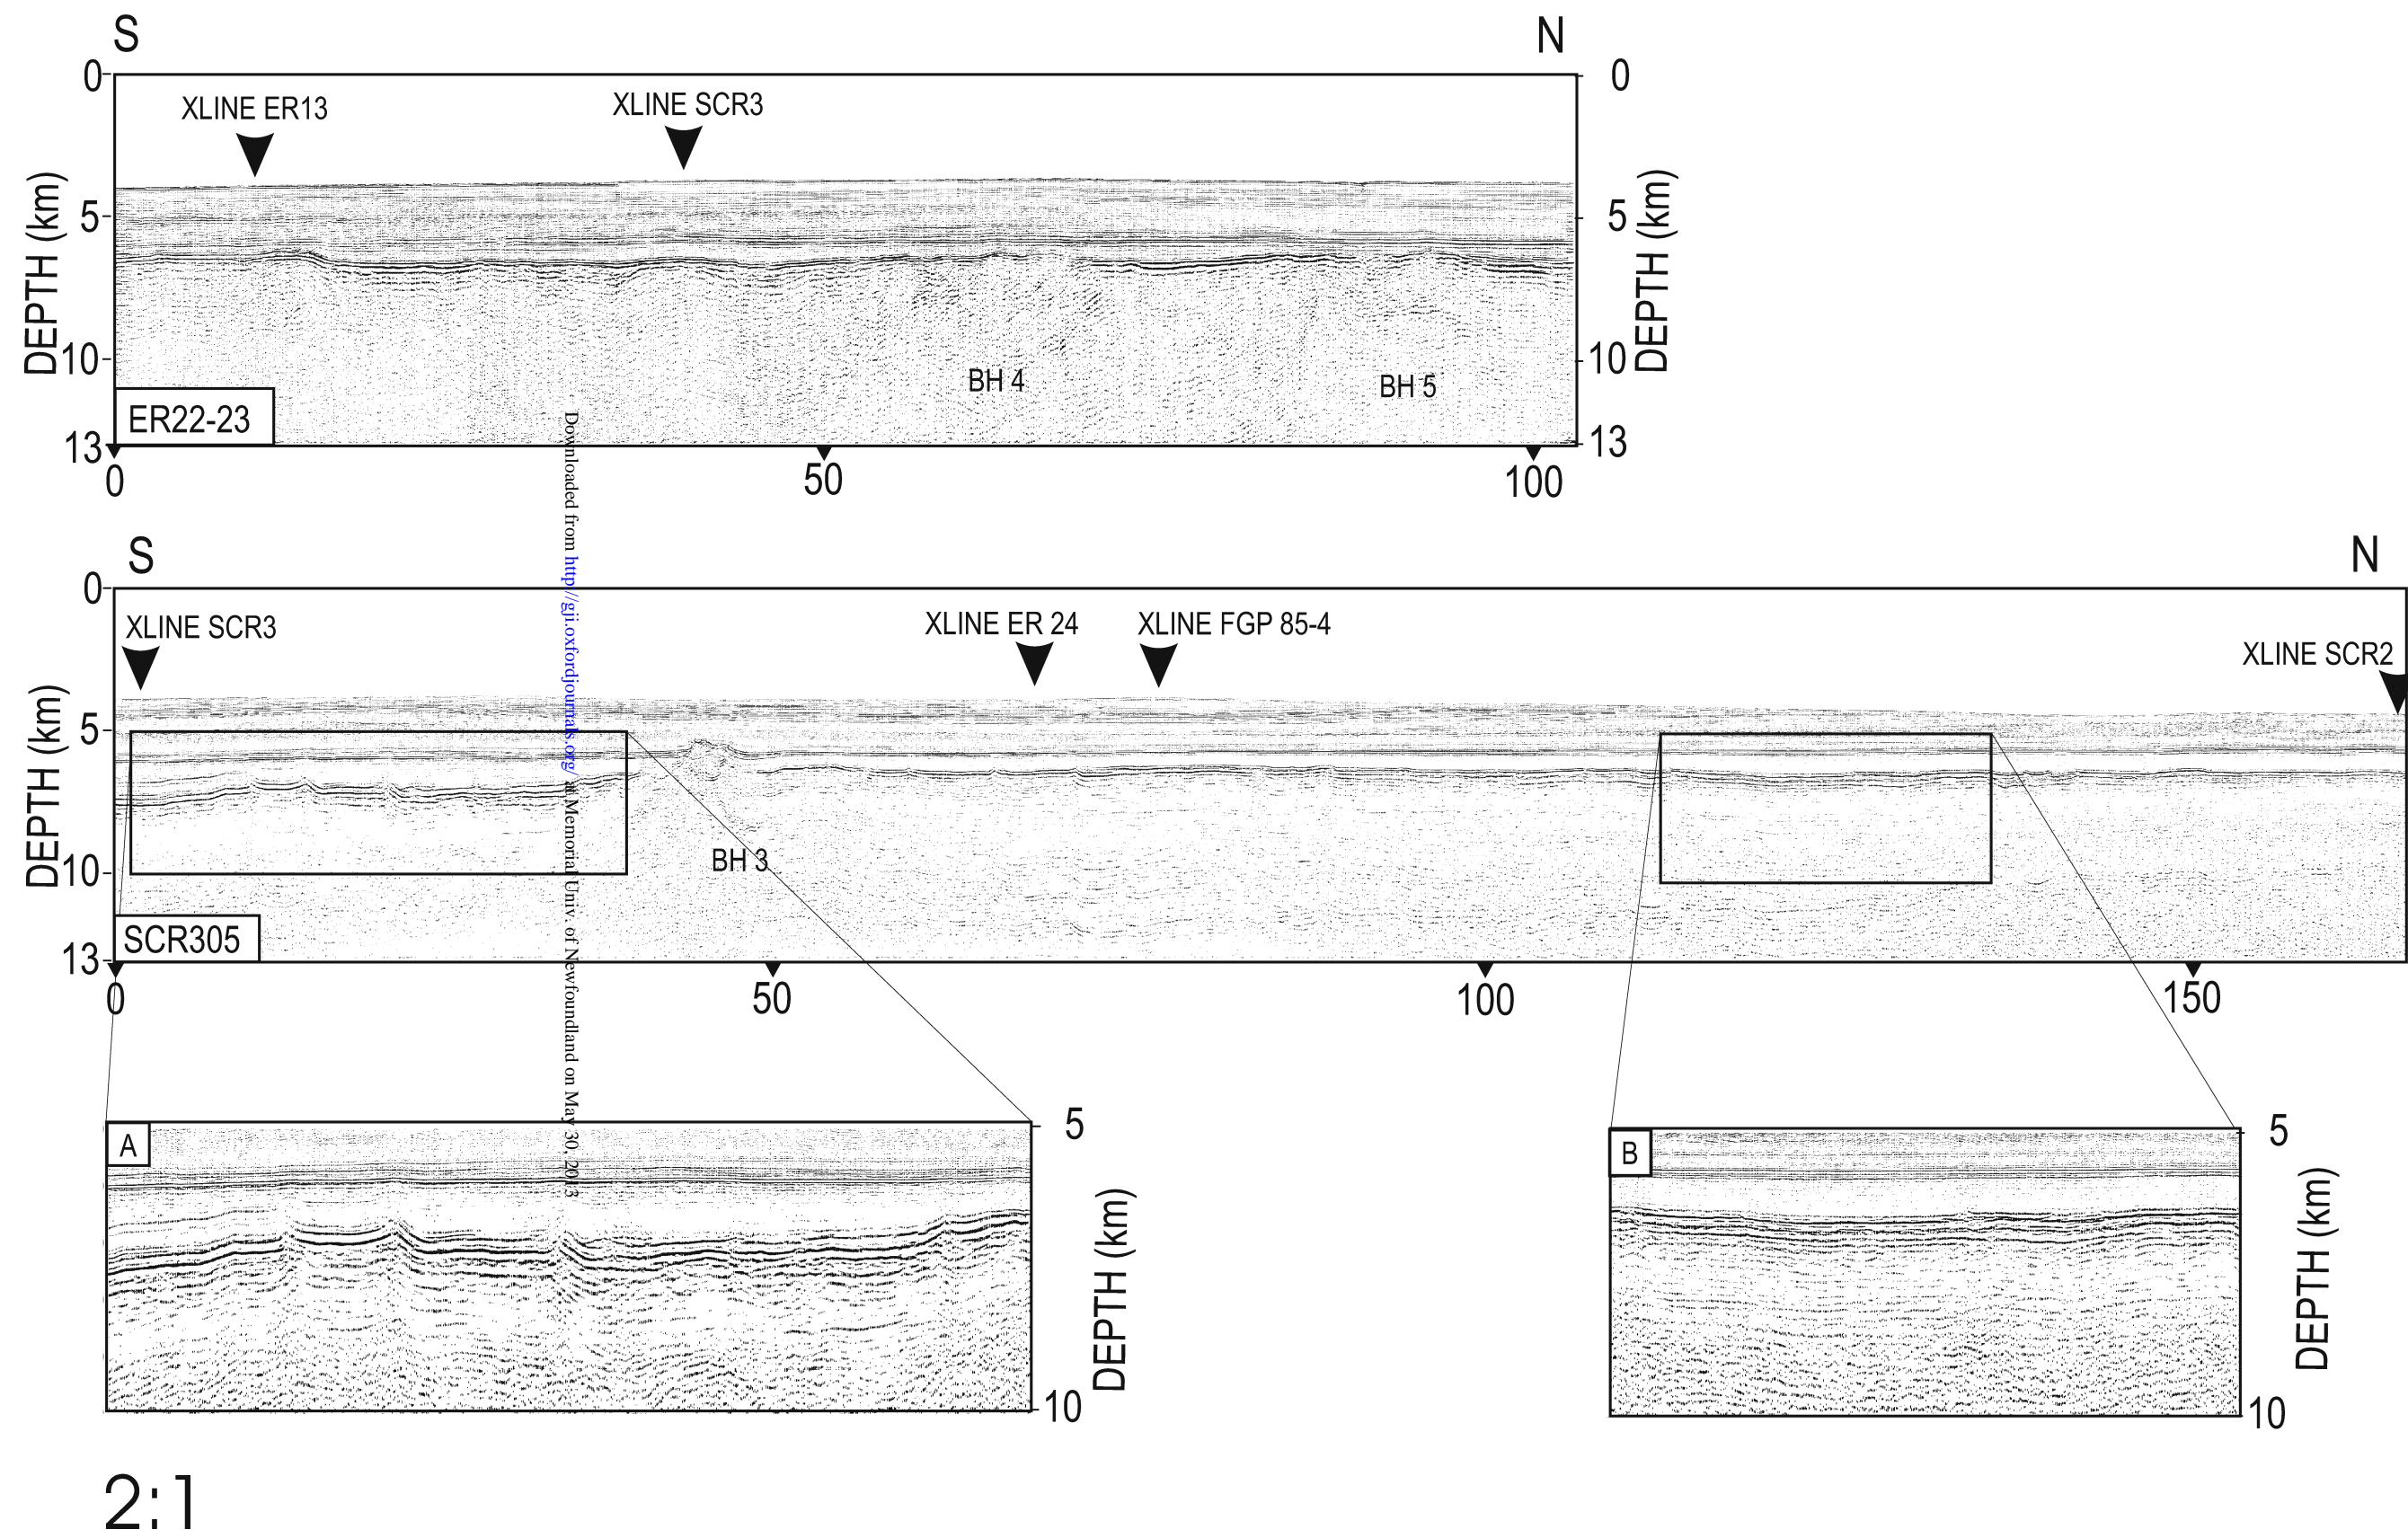 S
N
0
0
XLINE ER13
XLINE SCR3
5
5
DEPTH (km)
DEPTH (km)
10
10
BH 4
BH 5
ER22-23
13
13
0
50
100
S
N
0
XLINE SCR3
XLINE ER 24
XLINE FGP 85-4
XLINE SCR2
5
DEPTH (km)
10
BH 3
SCR305
13
0
50
100
150
Downloaded from http://gji.oxfordjournals.org/ at Memorial Univ. of Newfoundland on May 30, 2013
A
5
DEPTH (km)
10
B
5
DEPTH (km)
10
2:1